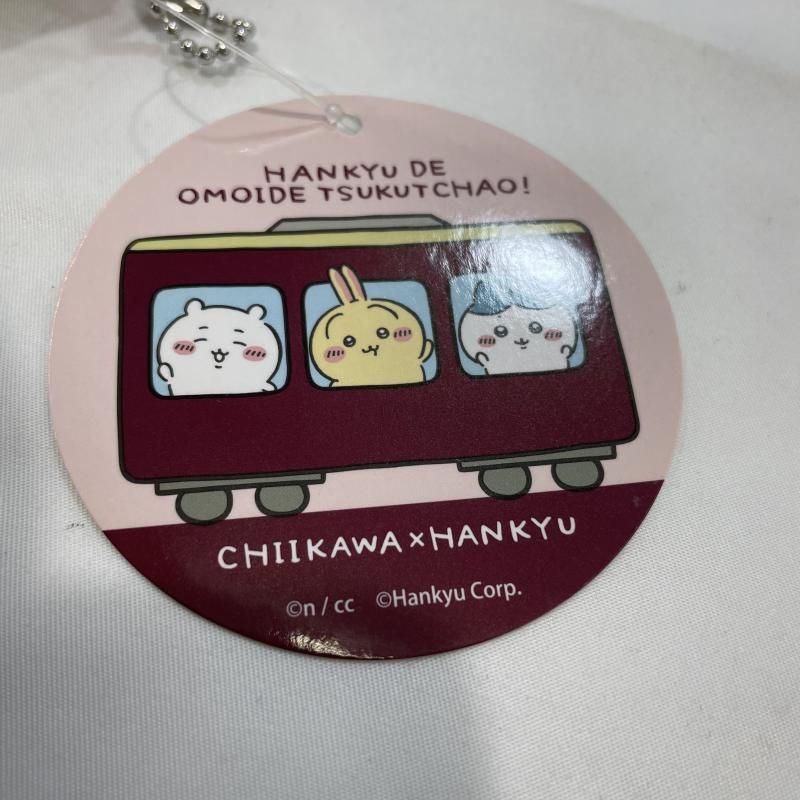 HANKYU DE
OMOIDE TSUKUTCHAO!
CHIIKAWA×HANKYU
©n / cc ©Hankyu Corp.